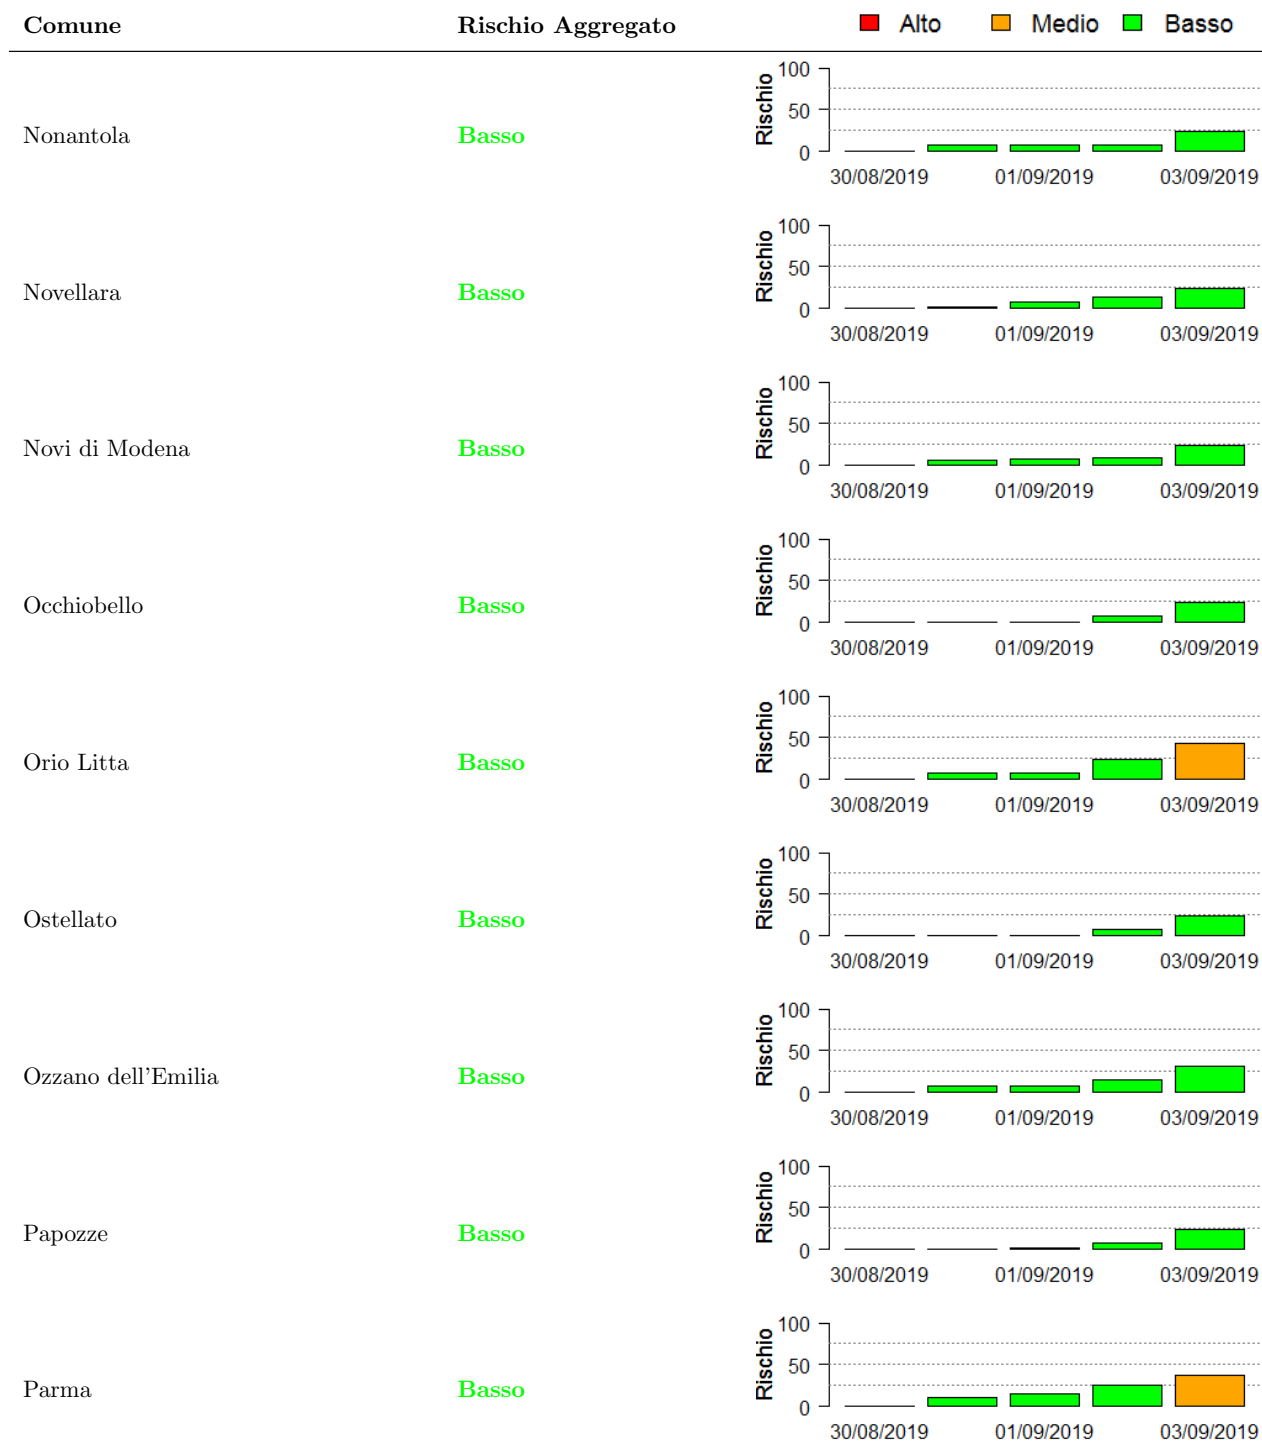 Comune Rischio Aggregato Alto Medio Basso
Nonantola Basso Rischio 100 50 0
30/08/2019 01/09/2019 03/09/2019
Novellara Basso Rischio 100 50 0
30/08/2019 01/09/2019 03/09/2019
Novi di Modena Basso Rischio 100 50 0
30/08/2019 01/09/2019 03/09/2019
Occhiobello Basso Rischio 100 50 0
30/08/2019 01/09/2019 03/09/2019
Orio Litta Basso Rischio 100 50 0
30/08/2019 01/09/2019 03/09/2019
Ostellato Basso Rischio 100 50 0
30/08/2019 01/09/2019 03/09/2019
Ozzano dell'Emilia Basso Rischio 100 50 0
30/08/2019 01/09/2019 03/09/2019
Papozze Basso Rischio 100 50 0
30/08/2019 01/09/2019 03/09/2019
Parma Basso Rischio 100 50 0
30/08/2019 01/09/2019 03/09/2019